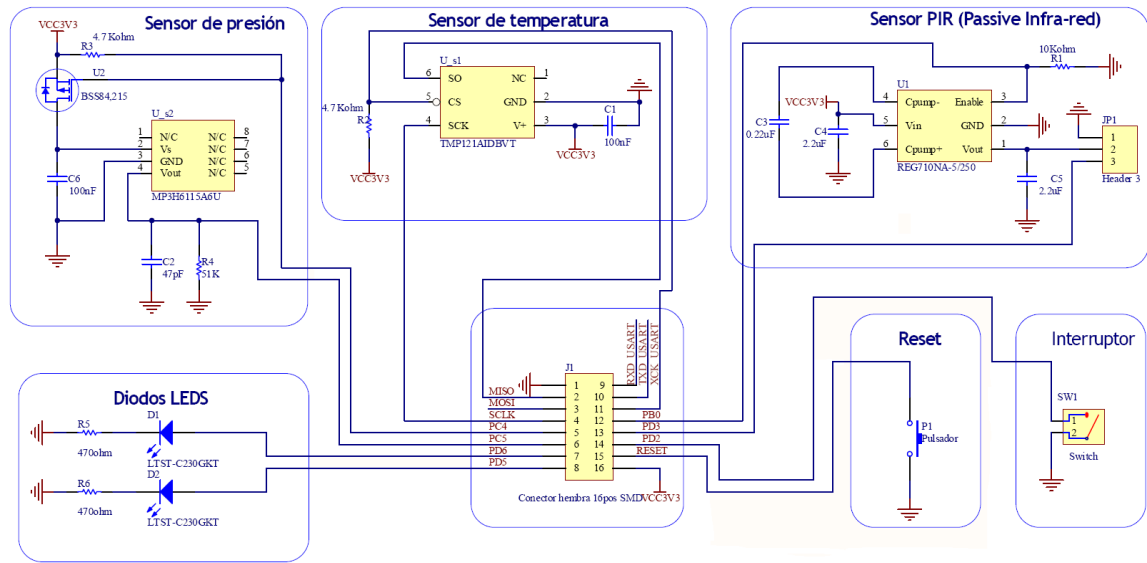 Sensor de presión
VCC3V3
4.7 Kohm
R3
U2
BSS84,215
U_s2
1 N/C N/C 8
2 Vs N/C 7
3 GND N/C 6
4 Vout N/C 5
MP3H6115A6U
C6
100nF
C2
47pF
R4
51K
Sensor de temperatura
U_s1
6 SO NC 1
5 CS GND 2
4 SCK V+ 3
TMP121AIDBVT
4.7 Kohm
R2
VCC3V3
C1
100nF
VCC3V3
Sensor PIR (Passive Infra-red)
10Kohm
R1
U1
4 Cpump- Enable 3
5 Vin GND 2
6 Cpump+ Vout 1
REG710NA-5/250
VCC3V3
C3
0.22uF
C4
2.2uF
C5
2.2uF
JP1
1
2
3
Header 3
Diodos LEDS
R5
470ohm
D1
LTST-C230GKT
R6
470ohm
D2
LTST-C230GKT
RXD_USART
TXD_USART
XCK_USART
J1
1 9
MISO 2 10
MOSI 3 11
SCLK 4 12 PB0
PC4 5 13 PD3
PC5 6 14 PD2
PD6 7 15 RESET
PD5 8 16
Conector hembra 16pos SMD
VCC3V3
Reset
P1
Pulsador
Interruptor
SW1
1
2
Switch